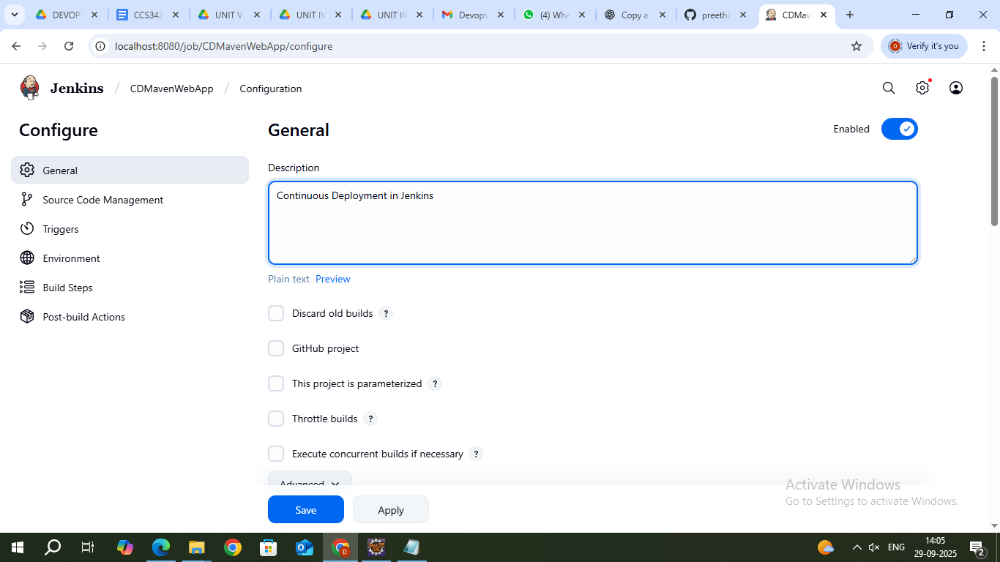 DEVOPS
CCS342
UNIT V
UNIT IV
UNIT III
Devops
(4) Wha
Copy a
preethi
CDMav
localhost:8080/job/CDMavenWebApp/configure
Verify it's you
Jenkins / CDMavenWebApp / Configuration
Configure
General
Source Code Management
Triggers
Environment
Build Steps
Post-build Actions
General
Enabled
Description
Continuous Deployment in Jenkins
Plain text Preview
Discard old builds ?
GitHub project
This project is parameterized ?
Throttle builds ?
Execute concurrent builds if necessary ?
Advanced
Save Apply
Activate Windows
Go to Settings to activate Windows.
ENG
14:05
29-09-2025
2